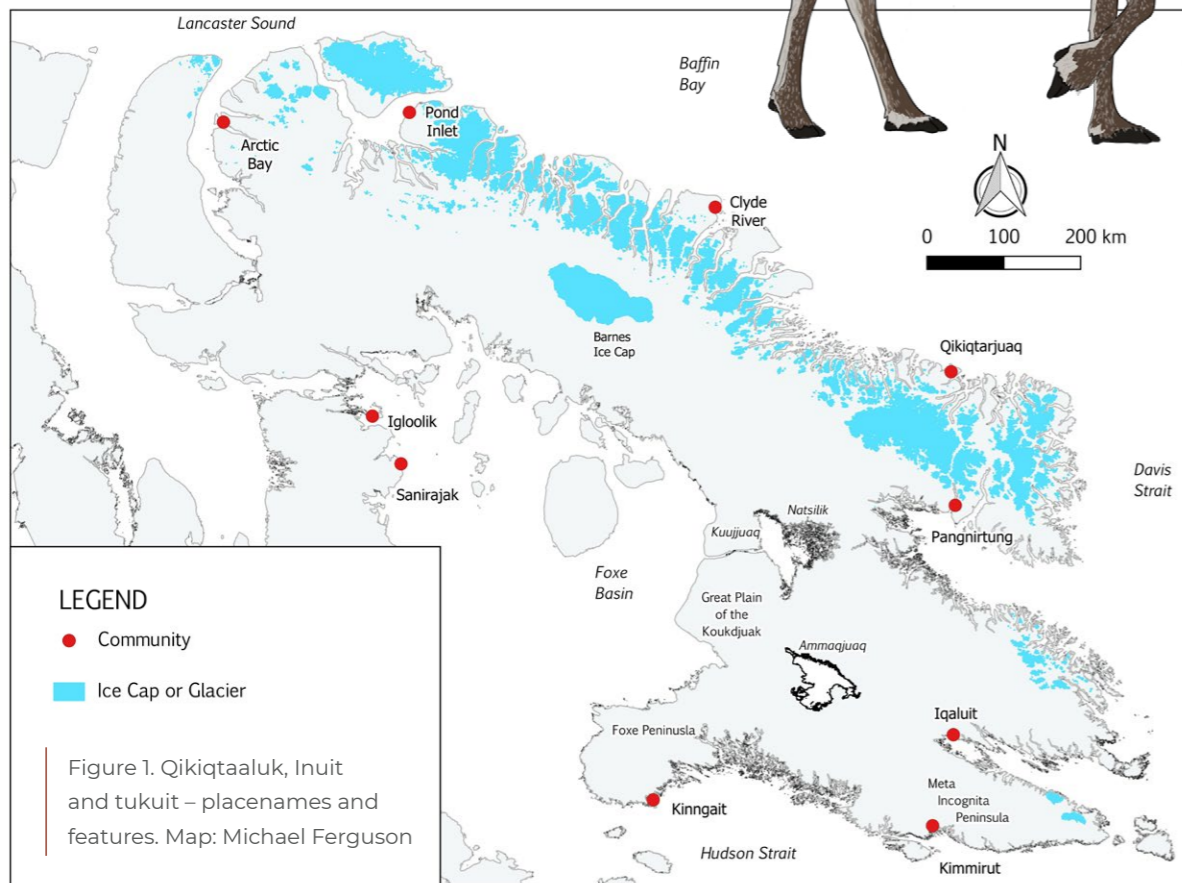 Lancaster Sound
Baffin
Bay
N
0 100 200 km
Pond
Inlet
Arctic
Bay
Clyde
River
Barnes
Ice Cap
Qikiqtarjuaq
Igloolik
Sanirajak
Davis
Strait
Natsilik
Kuujjuaq
Pangnirtung
Foxe
Basin
Great Plain
of the
Koukdjuak
Ammaqjuaq
Foxe Peninusla
Iqaluit
Kinngait
Meta
Incognita
Peninsula
Hudson Strait
Kimmirut
LEGEND
Community
Ice Cap or Glacier
Figure 1. Qikiqtaaluk, Inuit
and tukuit – placenames and
features. Map: Michael Ferguson